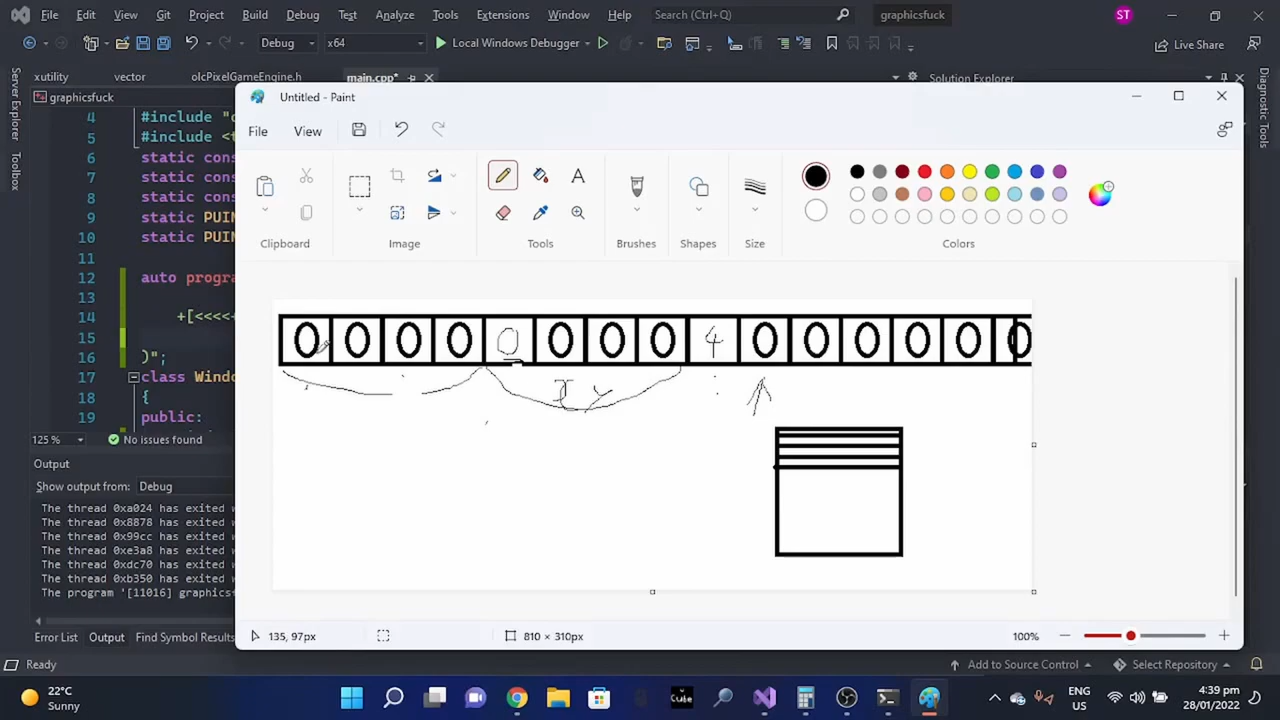 File Edit View Git Project Build Debug Test Analyze Tools Extensions Window Help Search (Ctrl+Q) graphicsfuck ST
Debug x64 Local Windows Debugger Live Share
xutility vector olcPixelGameEngine.h main.cpp* Solution Explorer
Server Explorer
Toolbox
Diagnostic Tools
graphicsfuck
Untitled - Paint
File View
Clipboard Image Tools Brushes Shapes Size Colors
4 #include "
5 #include <t
6 static cons
7 static cons
8 static cons
9 static PUIN
10 static PUIN
11
12 auto progra
13
14 +[<<<<+
15
16 )";
17 class Windo
18 {
19 public:
0 0 0 0 0 0 0 0 4 0 0 0 0 0 0
X Y
125 % No issues found
Output
Show output from: Debug
The thread 0xa024 has exited w
The thread 0x8878 has exited w
The thread 0x99cc has exited w
The thread 0xe3a8 has exited w
The thread 0xdc70 has exited w
The thread 0xb350 has exited w
The program '[11016] graphics
Error List Output Find Symbol Results
135, 97px 810 × 310px 100%
Ready Add to Source Control Select Repository
22°C
Sunny
Cute
ENG
US
4:39 pm
28/01/2022